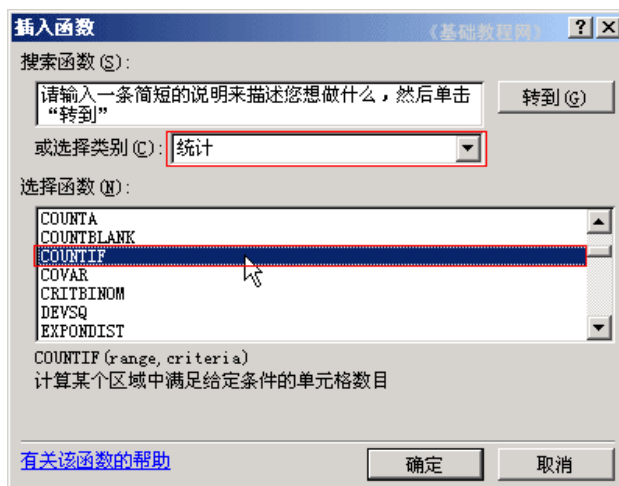 插入函数
《基础教程网》
搜索函数(S):
请输入一条简短的说明来描述您想做什么，然后单击
“转到”
转到(G)
或选择类别(C):
统计
选择函数(N):
COUNTA
COUNTBLANK
COUNTIF
COVAR
CRITBINOM
DEVSQ
EXPONDIST
COUNTIF(range,criteria)
计算某个区域中满足给定条件的单元格数目
有关该函数的帮助
确定
取消